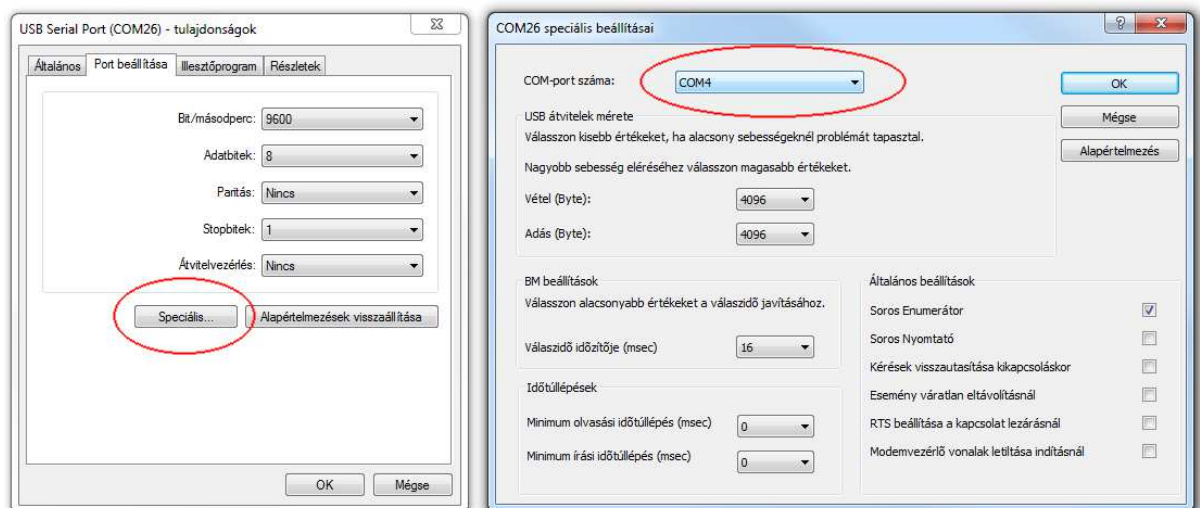 USB Serial Port (COM26) - tulajdonságok
Általános Port beállítása Illesztőprogram Részletek
Bit/másodperc: 9600
Adatbitek: 8
Paritás: Nincs
Stopbitek: 1
Átvitelvezérlés: Nincs
Speciális... Alapértelmezések visszaállítása
OK Mégse
COM26 speciális beállításai
COM-port száma: COM4
OK
Mégse
Alapértelmezés
USB átvitelek mérete
Válasszon kisebb értékeket, ha alacsony sebességeknél problémát tapasztal.
Nagyobb sebesség eléréséhez válasszon magasabb értékeket.
Vétel (Byte): 4096
Adás (Byte): 4096
BM beállítások
Válasszon alacsonyabb értékeket a válaszidő javításához.
Válaszidő időzítője (msec) 16
Időtúllépések
Minimum olvasási időtúllépés (msec) 0
Minimum írási időtúllépés (msec) 0
Általános beállítások
Soros Enumerátor
Soros Nyomtató
Kérések visszautasítása kikapcsoláskor
Esemény váratlan eltávolításnál
RTS beállítása a kapcsolat lezárásnál
Modemvezérlő vonalak letiltása indításnál